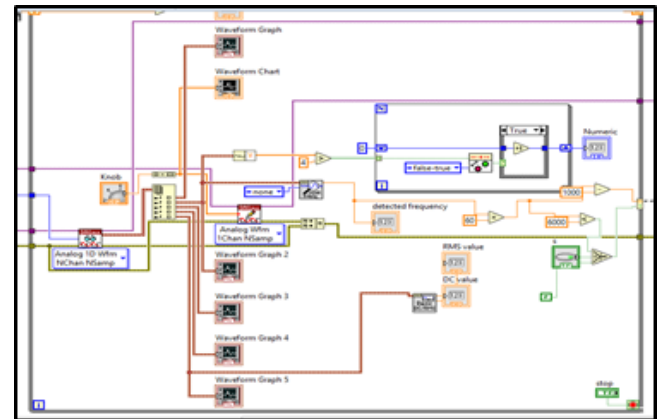 Waveform Graph
Waveform Chart
True
Numeric
Knob
4
false-true
= none
1000
detected frequency
60
6000
Analog Wfm
1Chan NSamp
Analog 1D Wfm
NChan NSamp
RMS value
s
DC value
Waveform Graph 2
F
Waveform Graph 3
Waveform Graph 4
Waveform Graph 5
stop
i